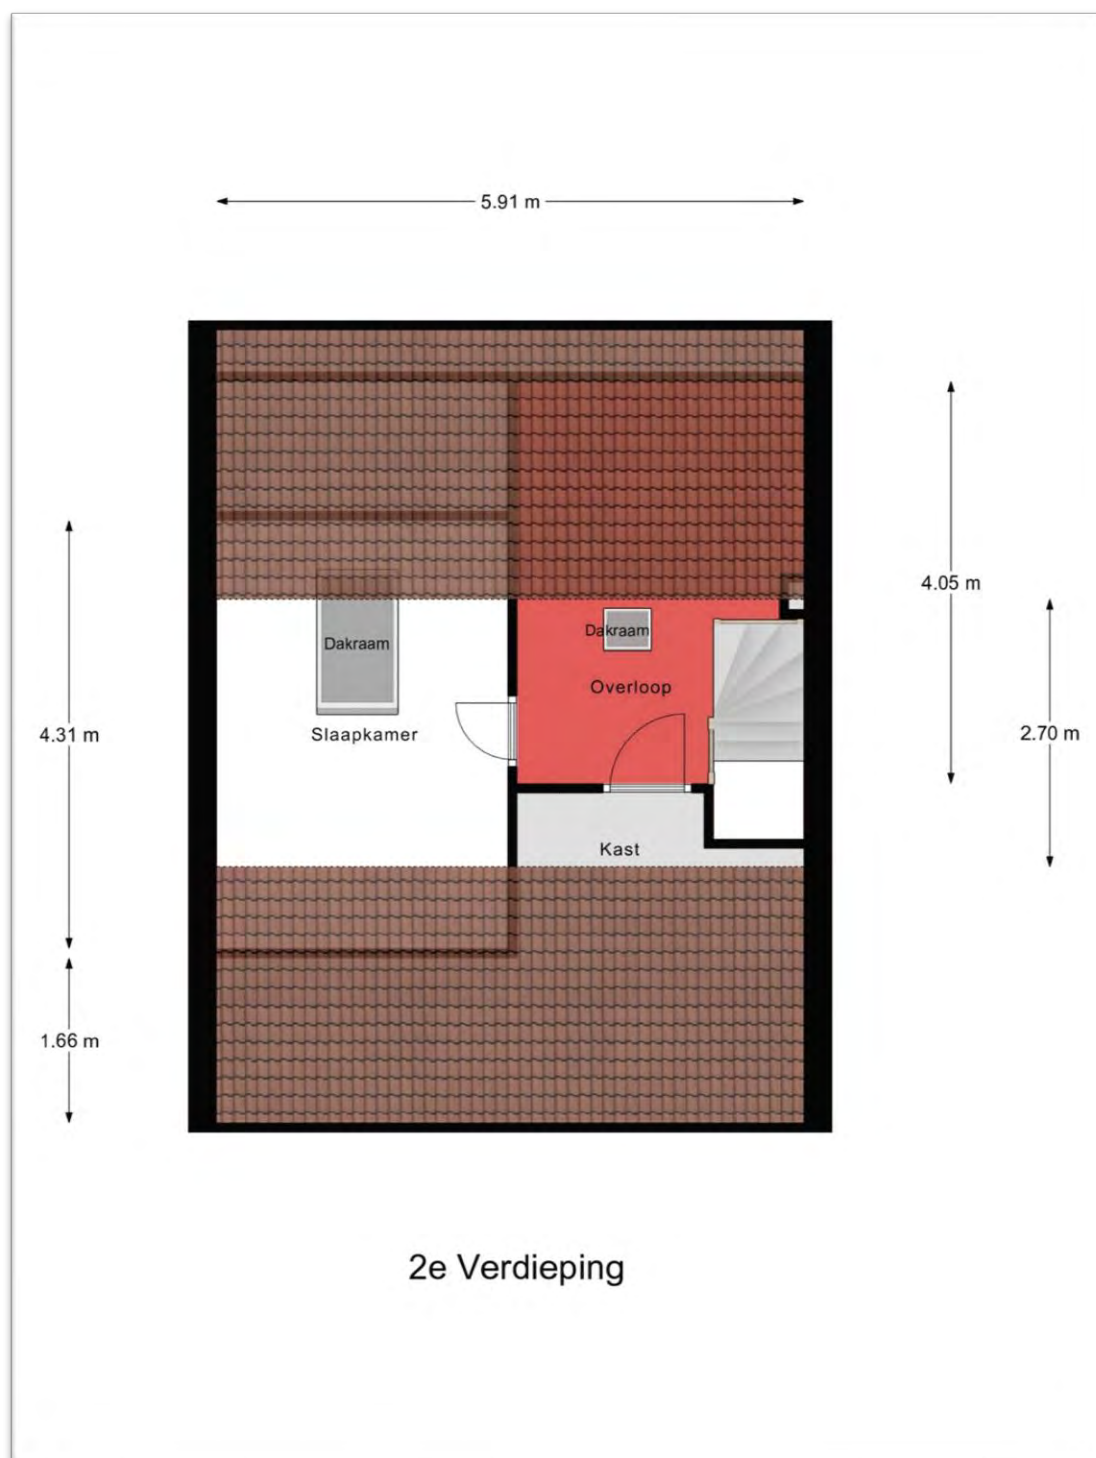 5.91 m
4.05 m
Dakraam
Dakraam
Overloop
4.31 m
Slaapkamer
2.70 m
Kast
1.66 m
2e Verdieping